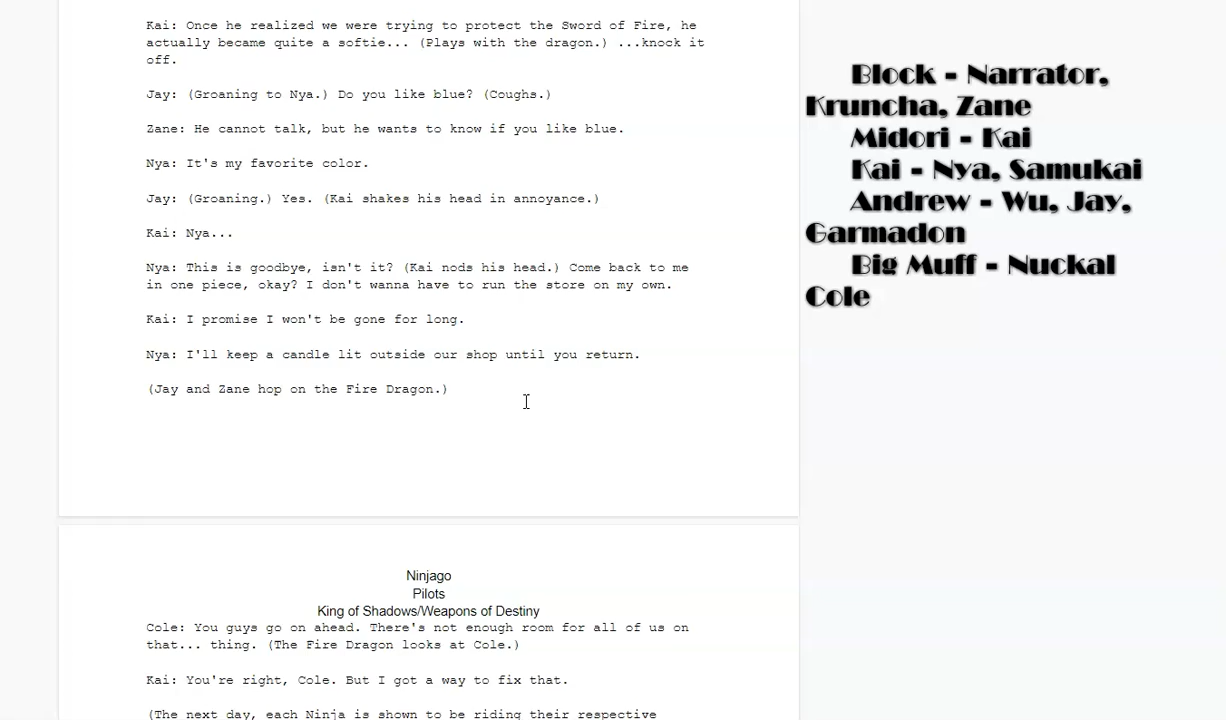 Kai: Once he realized we were trying to protect the Sword of Fire, he
actually became quite a softie... (Plays with the dragon.) ...knock it
off.
Jay: (Groaning to Nya.) Do you like blue? (Coughs.)
Zane: He cannot talk, but he wants to know if you like blue.
Nya: It's my favorite color.
Jay: (Groaning.) Yes. (Kai shakes his head in annoyance.)
Kai: Nya...
Nya: This is goodbye, isn't it? (Kai nods his head.) Come back to me
in one piece, okay? I don't wanna have to run the store on my own.
Kai: I promise I won't be gone for long.
Nya: I'll keep a candle lit outside our shop until you return.
(Jay and Zane hop on the Fire Dragon.)
Ninjago
Pilots
King of Shadows/Weapons of Destiny
Cole: You guys go on ahead. There's not enough room for all of us on
that... thing. (The Fire Dragon looks at Cole.)
Kai: You're right, Cole. But I got a way to fix that.
(The next day, each Ninja is shown to be riding their respective
Block - Narrator,
Kruncha, Zane
Midori - Kai
Kai - Nya, Samukai
Andrew - Wu, Jay,
Garmadon
Big Muff - Nuckal
Cole